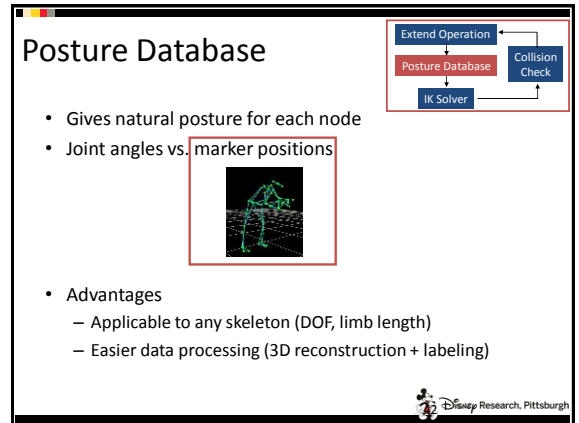 Posture Database
Extend Operation
Posture Database
Collision
Check
IK Solver
• Gives natural posture for each node
• Joint angles vs. marker positions
• Advantages
– Applicable to any skeleton (DOF, limb length)
– Easier data processing (3D reconstruction + labeling)
Disney Research, Pittsburgh